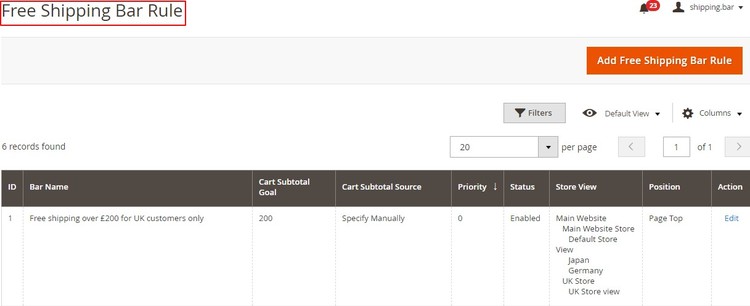 Free Shipping Bar Rule
23
shipping.bar
Add Free Shipping Bar Rule
Filters
Default View
Columns
6 records found
20
per page
1
of 1
ID
Bar Name
Cart Subtotal
Goal
Cart Subtotal Source
Priority ↓
Status
Store View
Position
Action
1
Free shipping over £200 for UK customers only
200
Specify Manually
0
Enabled
Main Website
Main Website Store
Default Store
View
Japan
Germany
UK Store
UK Store view
Page Top
Edit